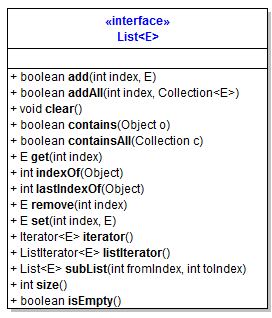 «interface»
List<E>
+ boolean add(int index, E)
+ boolean addAll(int index, Collection<E>)
+ void clear()
+ boolean contains(Object o)
+ boolean containsAll(Collection c)
+ E get(int index)
+ int indexOf(Object)
+ int lastIndexOf(Object)
+ E remove(int index)
+ E set(int index, E)
+ Iterator<E> iterator()
+ ListIterator<E> listIterator()
+ List<E> subList(int fromIndex, int toIndex)
+ int size()
+ boolean isEmpty()